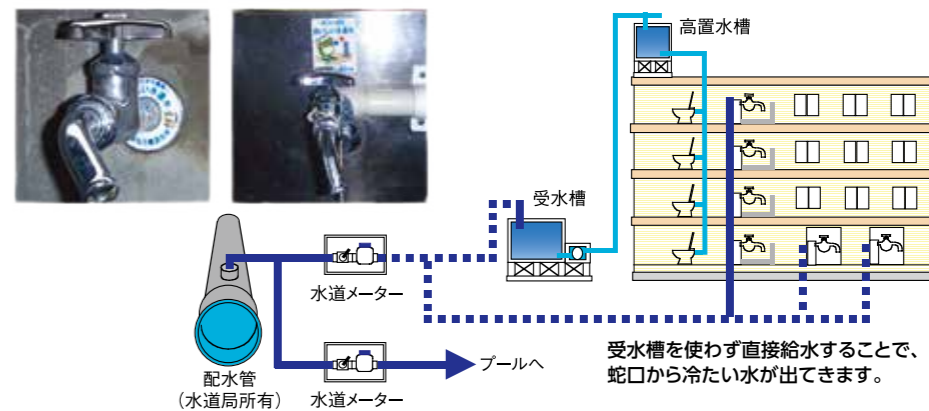 高置水槽
受水槽
水道メーター
配水管
(水道局所有)
水道メーター
プールへ
受水槽を使わず直接給水することで、
蛇口から冷たい水が出てきます。